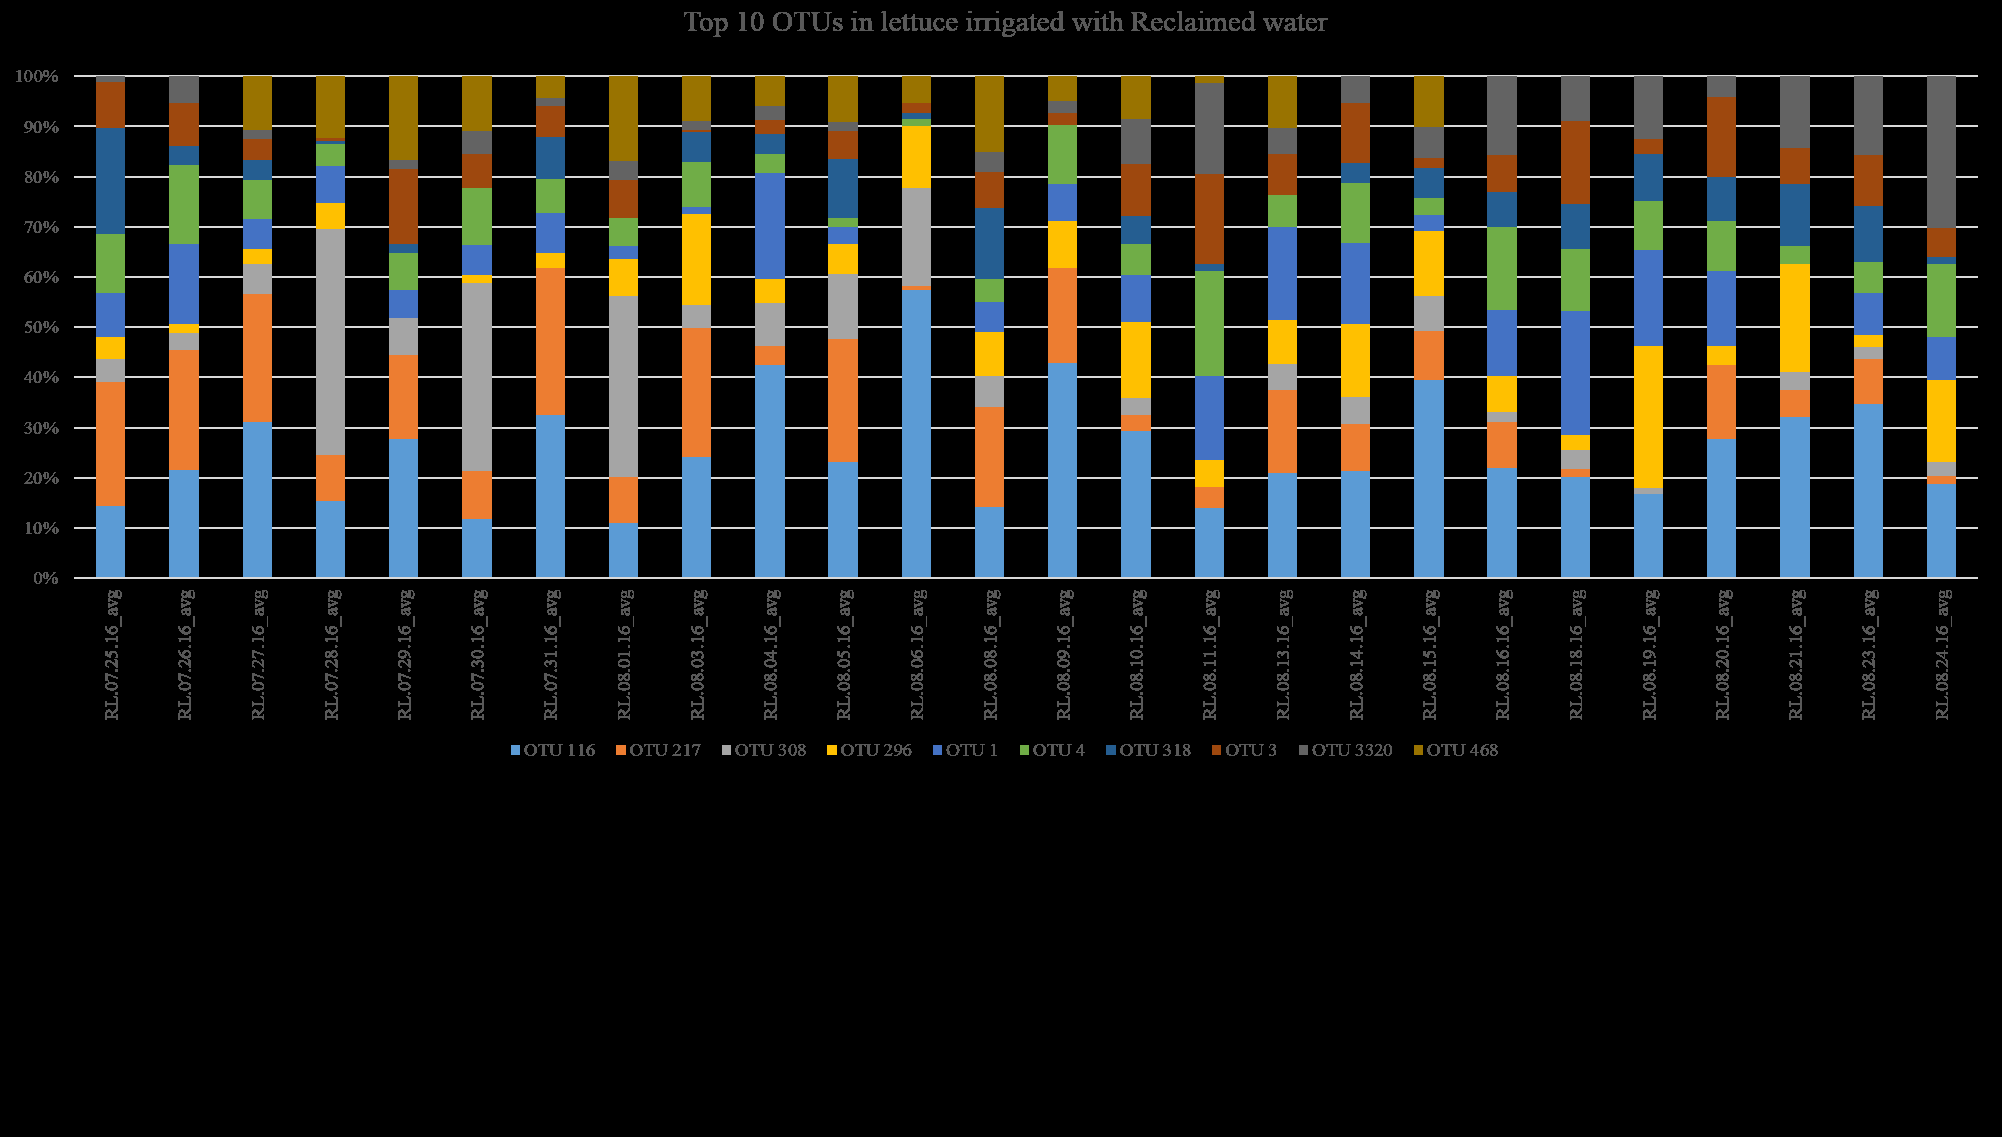 Top 10 OTUs in lettuce irrigated with Reclaimed water
100%
90%
80%
70%
60%
50%
40%
30%
20%
10%
0%
RL.07.25.16_avg
RL.07.26.16_avg
RL.07.27.16_avg
RL.07.28.16_avg
RL.07.29.16_avg
RL.07.30.16_avg
RL.07.31.16_avg
RL.08.01.16_avg
RL.08.03.16_avg
RL.08.04.16_avg
RL.08.05.16_avg
RL.08.06.16_avg
RL.08.08.16_avg
RL.08.09.16_avg
RL.08.10.16_avg
RL.08.11.16_avg
RL.08.13.16_avg
RL.08.14.16_avg
RL.08.15.16_avg
RL.08.16.16_avg
RL.08.18.16_avg
RL.08.19.16_avg
RL.08.20.16_avg
RL.08.21.16_avg
RL.08.23.16_avg
RL.08.24.16_avg
OTU 116 OTU 217 OTU 308 OTU 296 OTU 1 OTU 4 OTU 318 OTU 3 OTU 3320 OTU 468